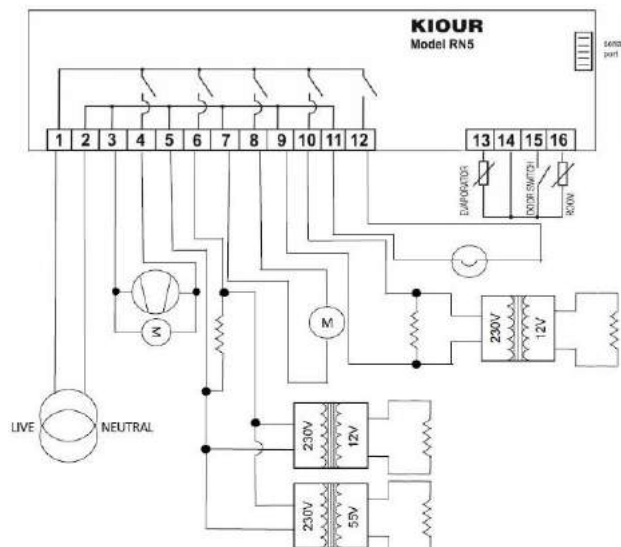 KIOUR
Model RN5
port
1 2 3 4 5 6 7 8 9 10 11 12
13 14 15 16
EVAPORATOR
DOOR SWITCH
ROOM
M
M
230V
12V
LIVE
NEUTRAL
230V
12V
230V
55V